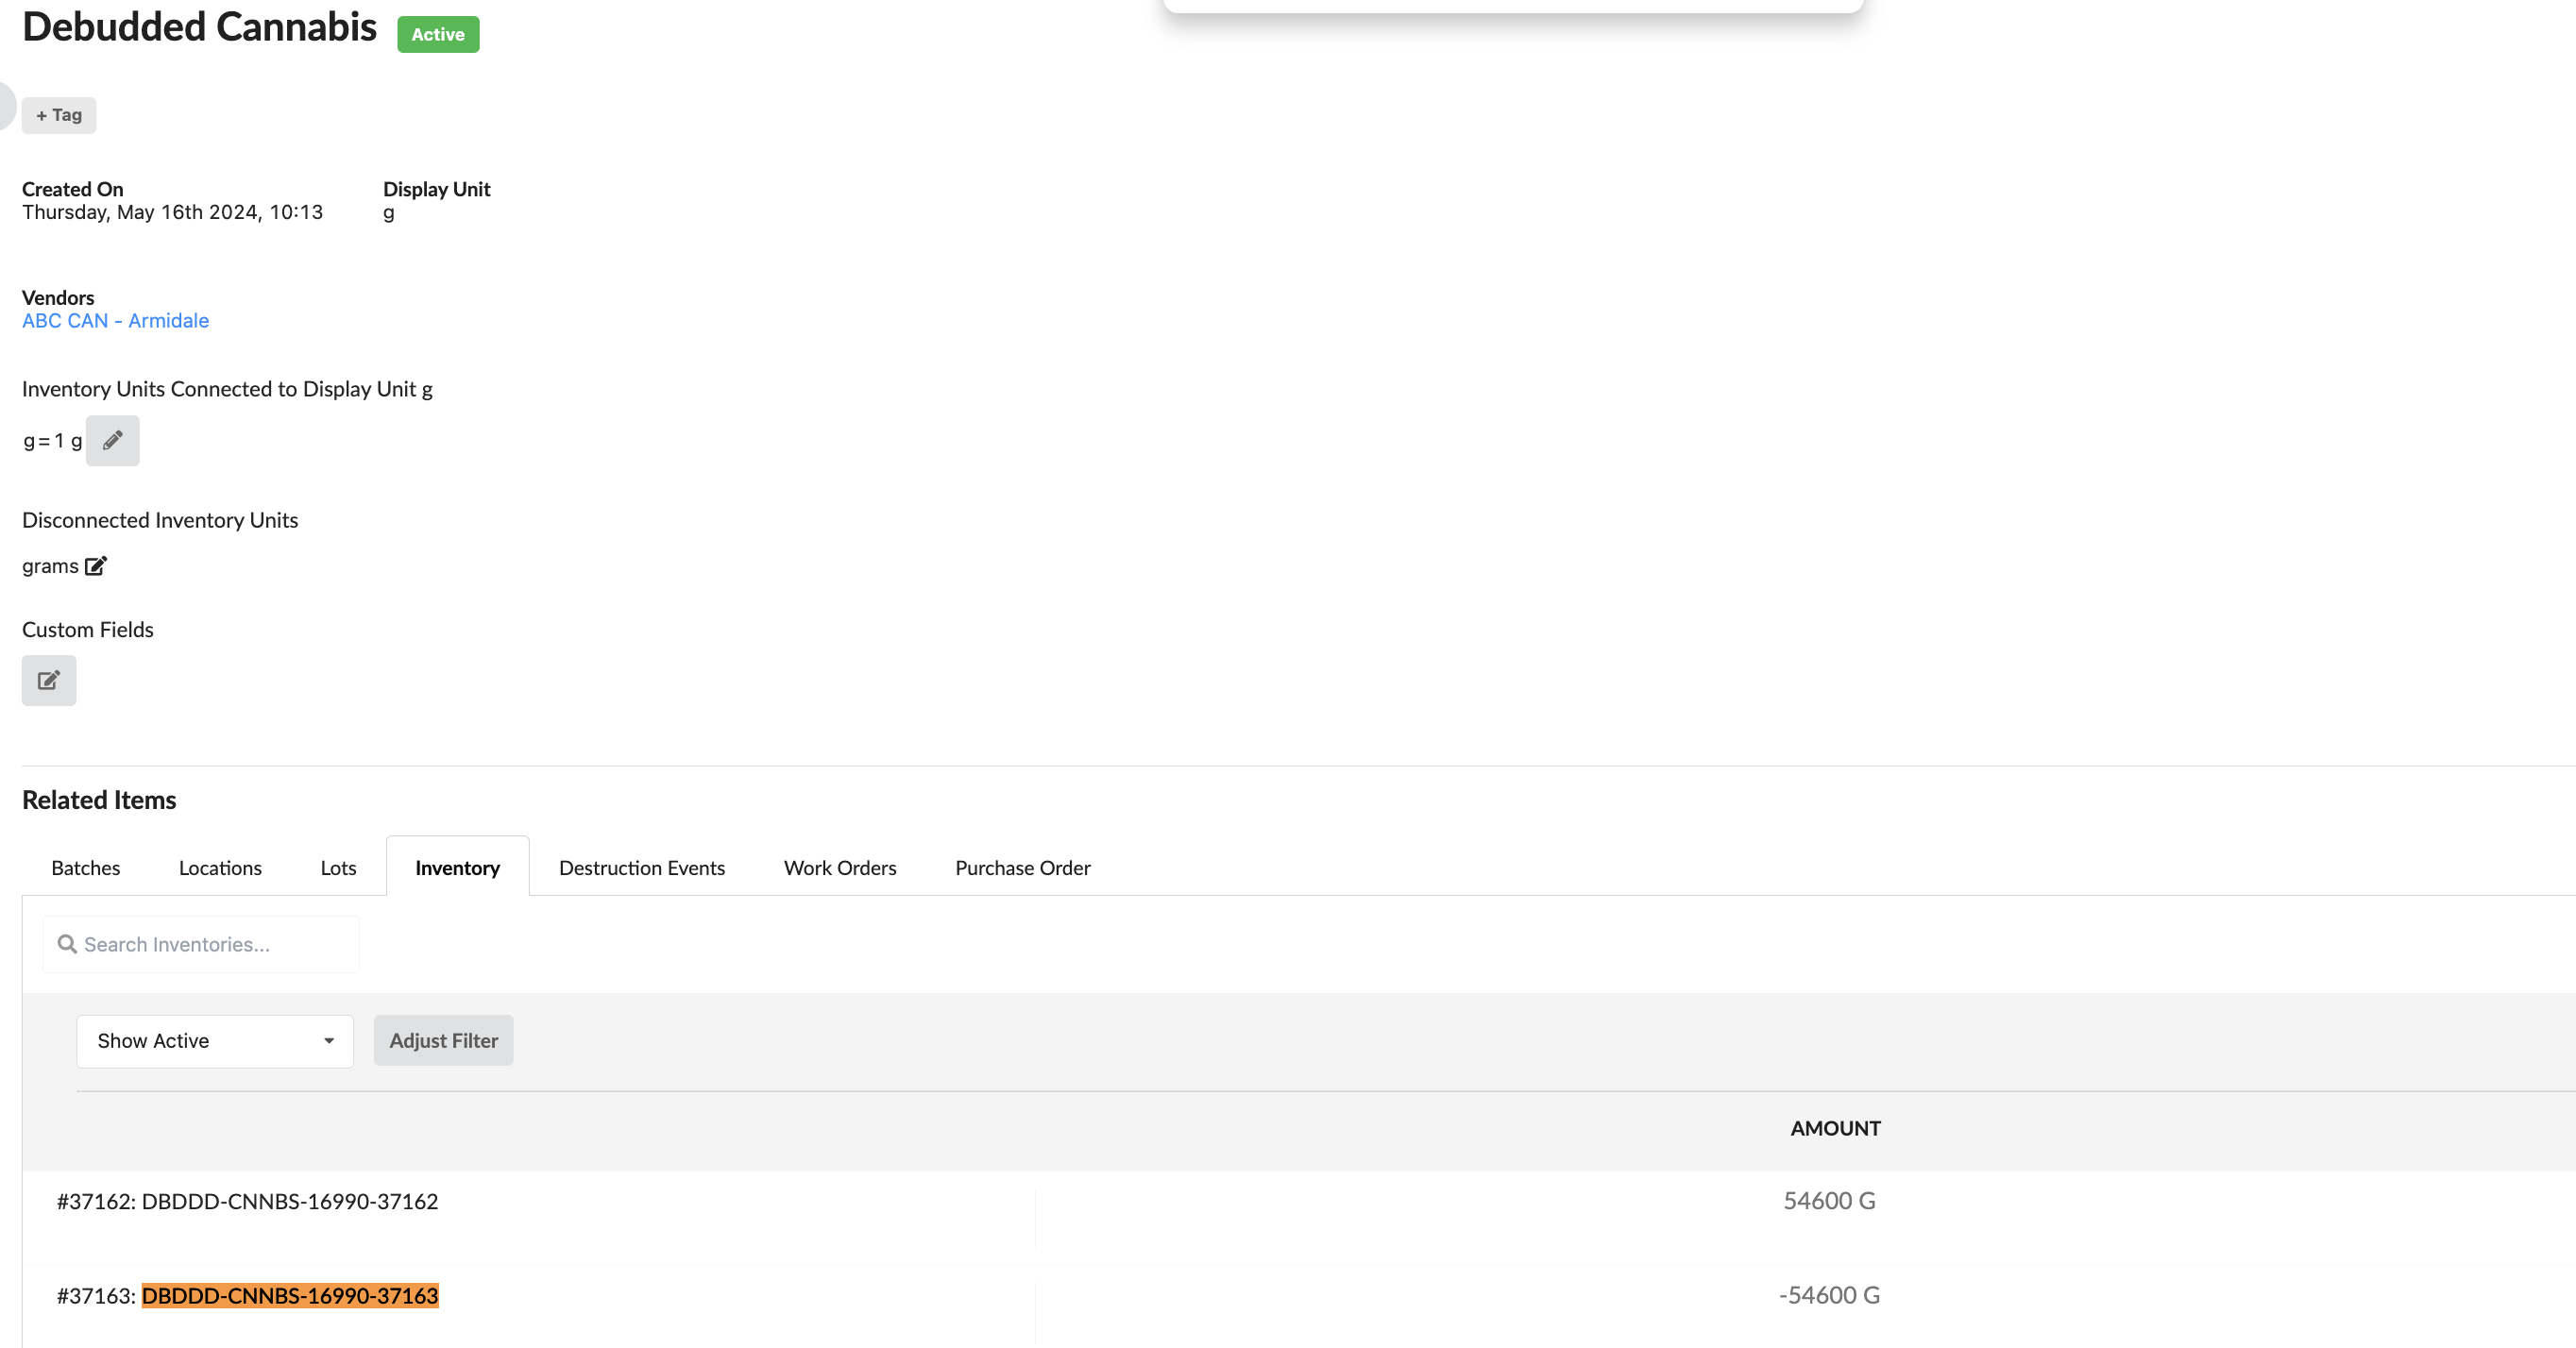 Debudded Cannabis Active
+ Tag
Created On Display Unit
Thursday, May 16th 2024, 10:13 g
Vendors
ABC CAN - Armidale
Inventory Units Connected to Display Unit g
g = 1 g
Disconnected Inventory Units
grams
Custom Fields
Related Items
Batches Locations Lots Inventory Destruction Events Work Orders Purchase Order
Search Inventories...
Show Active Adjust Filter
AMOUNT
#37162: DBDDD-CNNBS-16990-37162 54600 G
#37163: DBDDD-CNNBS-16990-37163 -54600 G